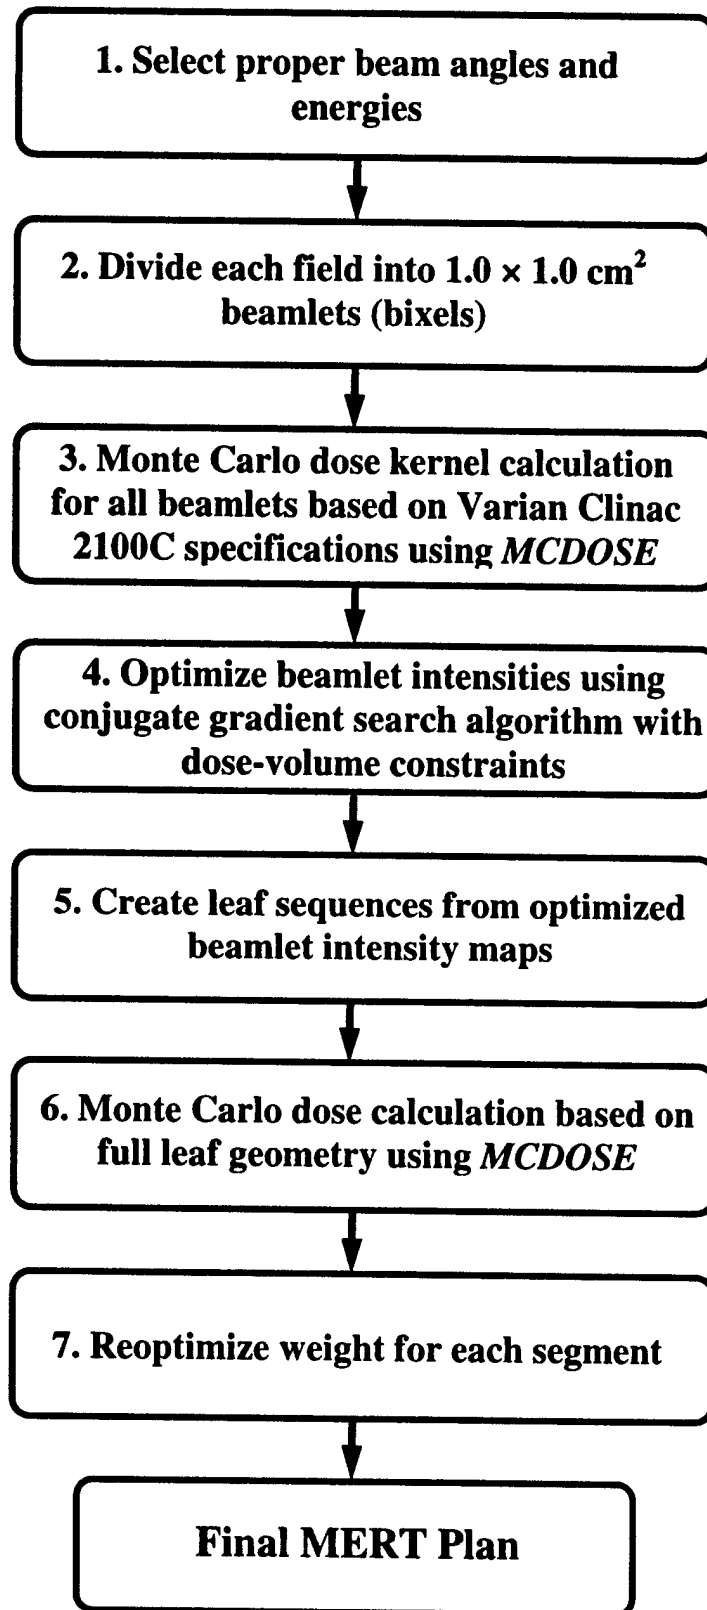 1. Select proper beam angles and
energies
2. Divide each field into 1.0 × 1.0 cm²
beamlets (bixels)
3. Monte Carlo dose kernel calculation
for all beamlets based on Varian Clinac
2100C specifications using MCDOSE
4. Optimize beamlet intensities using
conjugate gradient search algorithm with
dose-volume constraints
5. Create leaf sequences from optimized
beamlet intensity maps
6. Monte Carlo dose calculation based on
full leaf geometry using MCDOSE
7. Reoptimize weight for each segment
Final MERT Plan